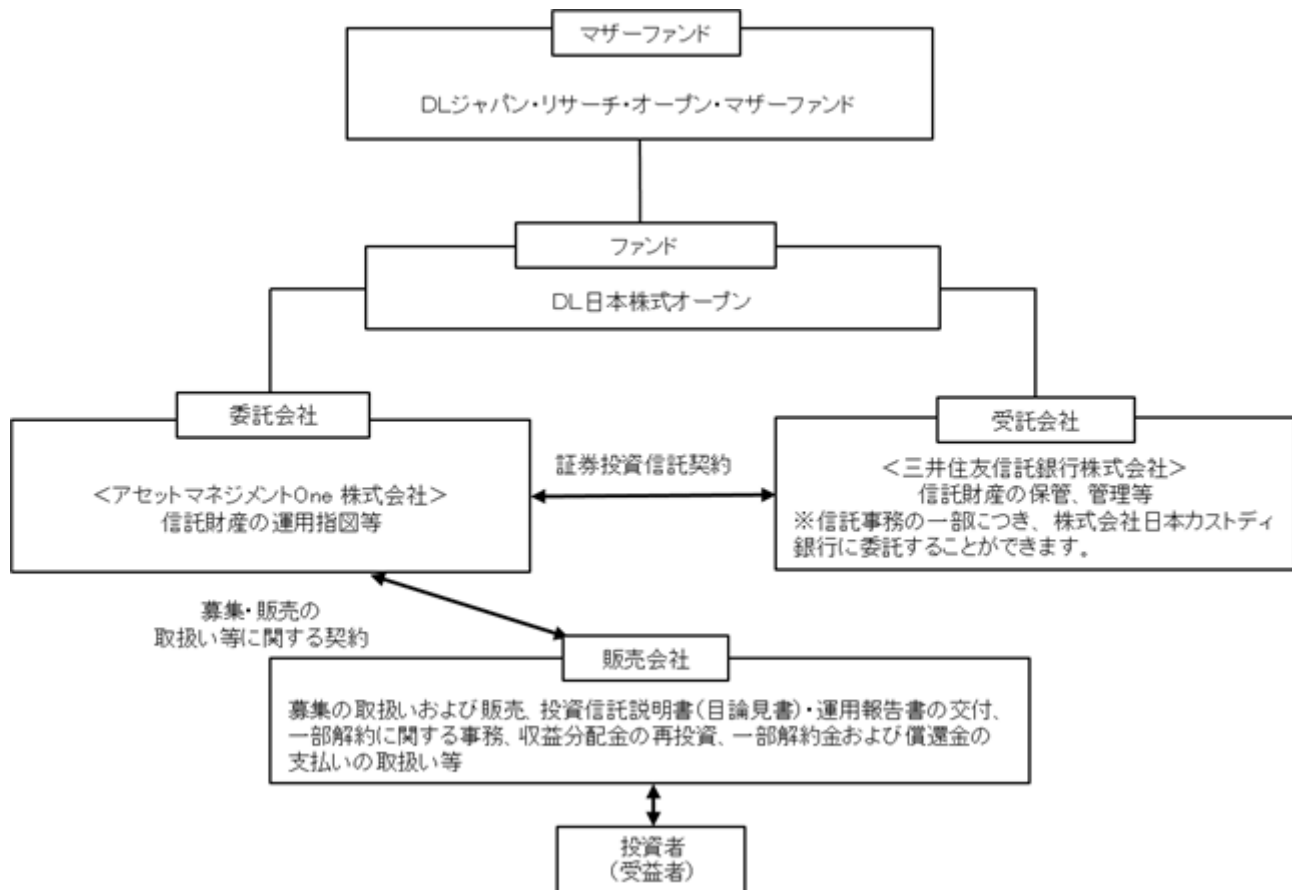 マザーファンド
DLジャパン・リサーチ・オープン・マザーファンド
ファンド
DL日本株式オープン
委託会社
<アセットマネジメントOne 株式会社>
信託財産の運用指図等
証券投資信託契約
受託会社
<三井住友信託銀行株式会社>
信託財産の保管、管理等
※信託事務の一部につき、株式会社日本カストディ
銀行に委託することができます。
募集・販売の
取扱い等に関する契約
販売会社
募集の取扱いおよび販売、投資信託説明書(目論見書)・運用報告書の交付、
一部解約に関する事務、収益分配金の再投資、一部解約金および償還金の
支払いの取扱い等
投資者
(受益者)